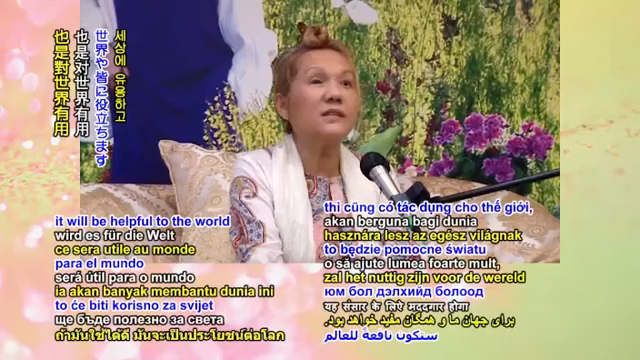 세상에 유용하고
世界や皆に役立ちます
也是对世界有用
也是對世界有用
it will be helpful to the world
wird es für die Welt
ce sera utile au monde
para el mundo
será útil para o mundo
ia akan banyak membantu dunia ini
to će biti korisno za svijet
ще бъде полезно за света
ถ้ามันใช้ได้ดี มันจะเป็นประโยชน์ต่อโลก
thì cũng có tác dụng cho thế giới,
akan berguna bagi dunia
hasznára lesz az egész világnak
to będzie pomocne światu
o să ajute lumea foarte mult,
zal het nuttig zijn voor de wereld
юм бол дэлхийд болоод
यह संसार के लिए मददगार होगा
برای جهان ما و همگان مفید خواهد بود.
ستكون نافعة للعالم